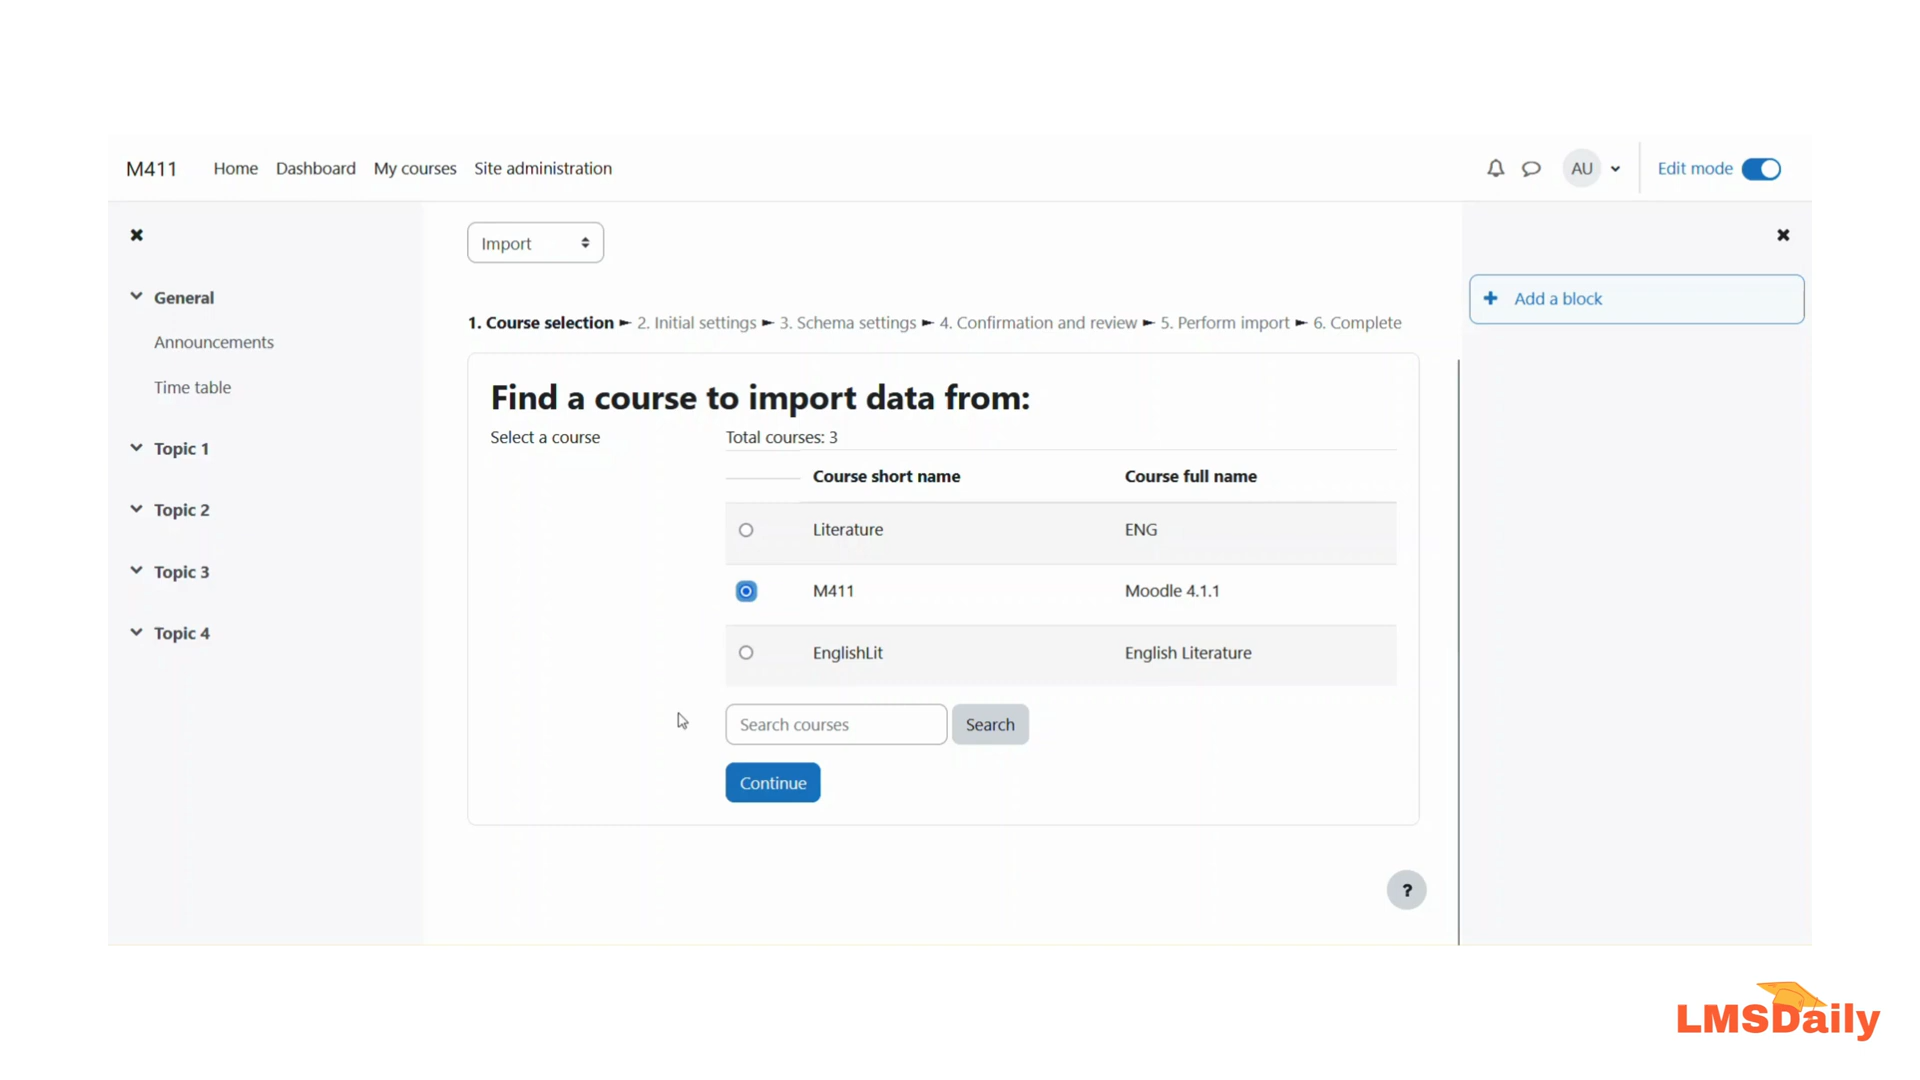 M411 Home Dashboard My courses Site administration AU Edit mode
General
Announcements
Time table
Topic 1
Topic 2
Topic 3
Topic 4
Import
1. Course selection ► 2. Initial settings ► 3. Schema settings ► 4. Confirmation and review ► 5. Perform import ► 6. Complete
Find a course to import data from:
Select a course
Total courses: 3
Course short name Course full name
Literature ENG
M411 Moodle 4.1.1
EnglishLit English Literature
Search courses Search
Continue
?
Add a block
LMSDaily